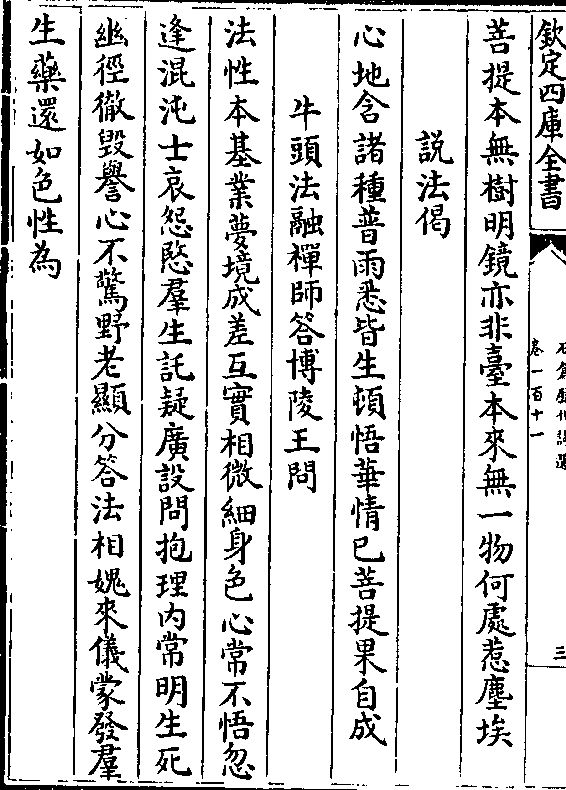 欽定四庫全書
石倉歷代詩選
卷一百十一
三
菩提本無樹明鏡亦非臺本來無一物何處惹塵埃
説法偈
心地含諸種普雨悉皆生頓悟華情已菩提果自成
牛頭法融禪師答博陵王問
法性本基業夢境成差互實相微細身色心常不悟忽
逢混沌士哀怨愍羣生託疑廣設問抱理内常明生死
幽徑徹毁譽心不驚野老顯分答法相媿來儀蒙發羣
生藥還如色性為